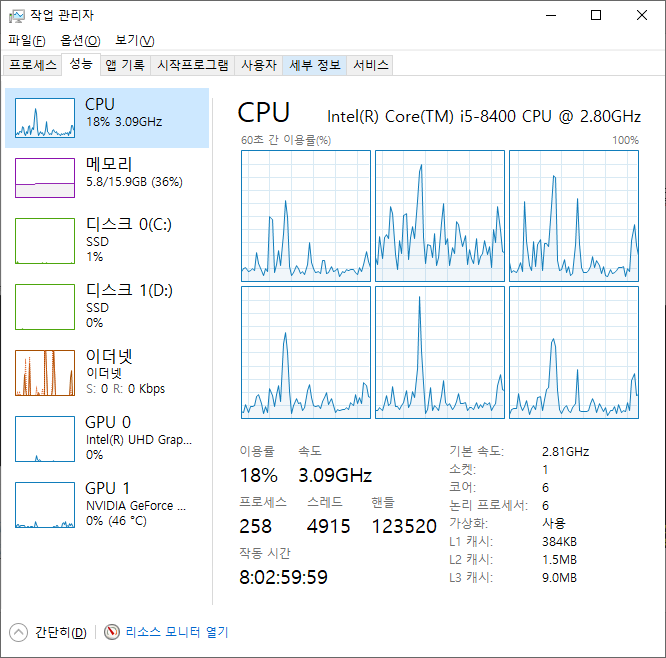 작업 관리자
파일(F) 옵션(O) 보기(V)
프로세스 성능 앱 기록 시작프로그램 사용자 세부 정보 서비스
CPU
18% 3.09GHz
메모리
5.8/15.9GB (36%)
디스크 0(C:)
SSD
1%
디스크 1(D:)
SSD
0%
이더넷
이더넷
S: 0 R: 0 Kbps
GPU 0
Intel(R) UHD Grap...
0%
GPU 1
NVIDIA GeForce ...
0% (46 °C)
CPU Intel(R) Core(TM) i5-8400 CPU @ 2.80GHz
60초 간 이용률(%) 100%
이용률 속도
18% 3.09GHz
프로세스 스레드 핸들
258 4915 123520
작동 시간
8:02:59:59
기본 속도: 2.81GHz
소켓: 1
코어: 6
논리 프로세서: 6
가상화: 사용
L1 캐시: 384KB
L2 캐시: 1.5MB
L3 캐시: 9.0MB
간단히(D) 리소스 모니터 열기